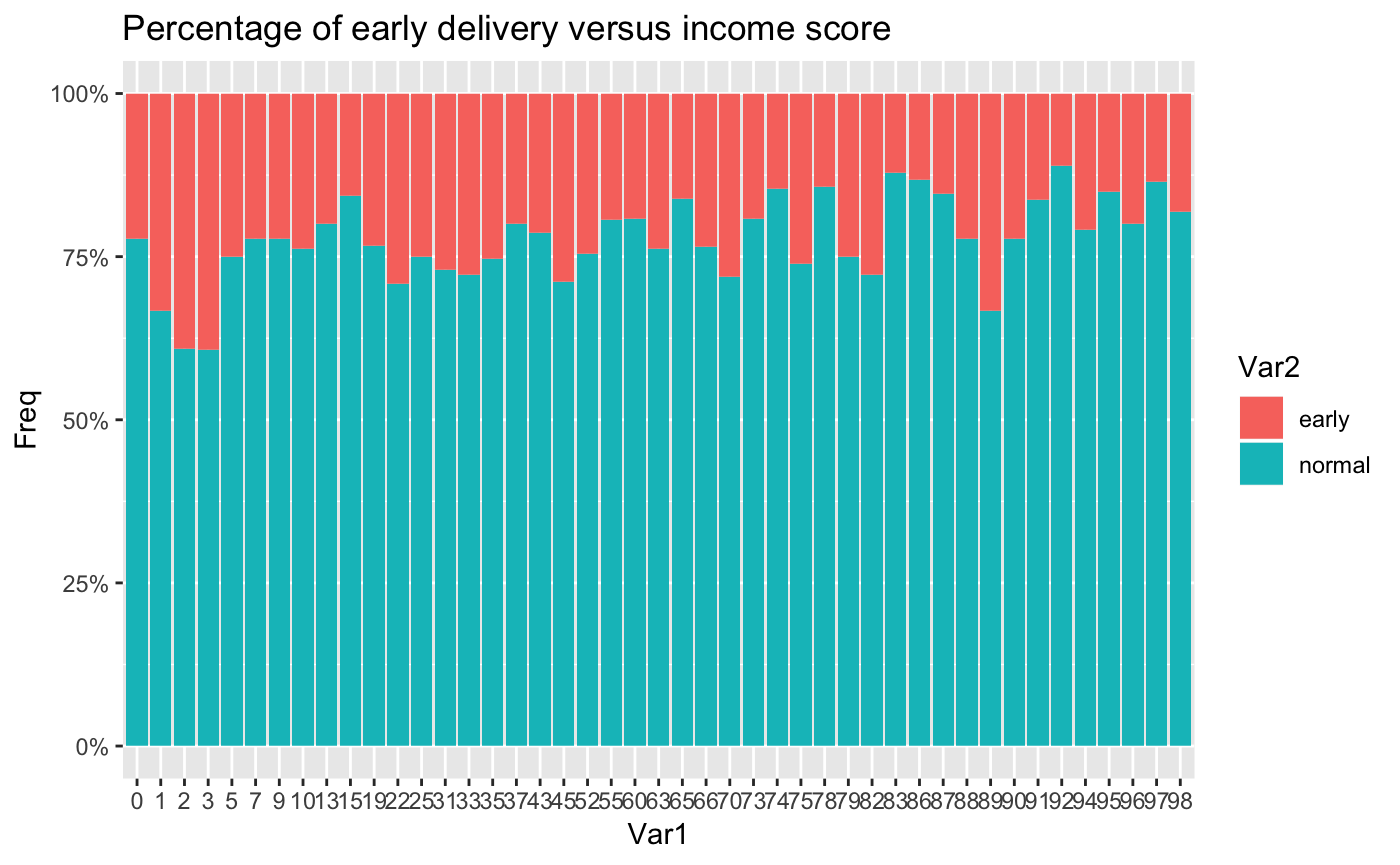 Percentage of early delivery versus income score
100%
75%
50%
25%
0%
Freq
0 1 2 3 5 7 9 10 13 15 19 22 25 31 33 35 37 43 45 52 55 60 63 65 66 70 73 74 75 78 79 82 83 86 87 88 89 90 91 92 94 95 96 97 98
Var1
Var2
early
normal